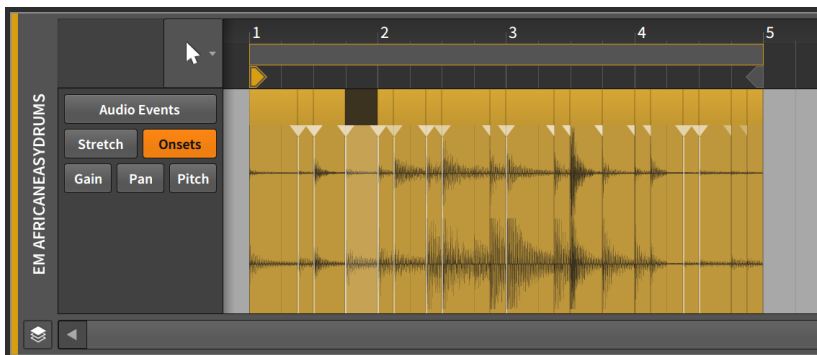 1 2 3 4 5
EM AFRICANEASYDRUMS
Audio Events
Stretch Onsets
Gain Pan Pitch